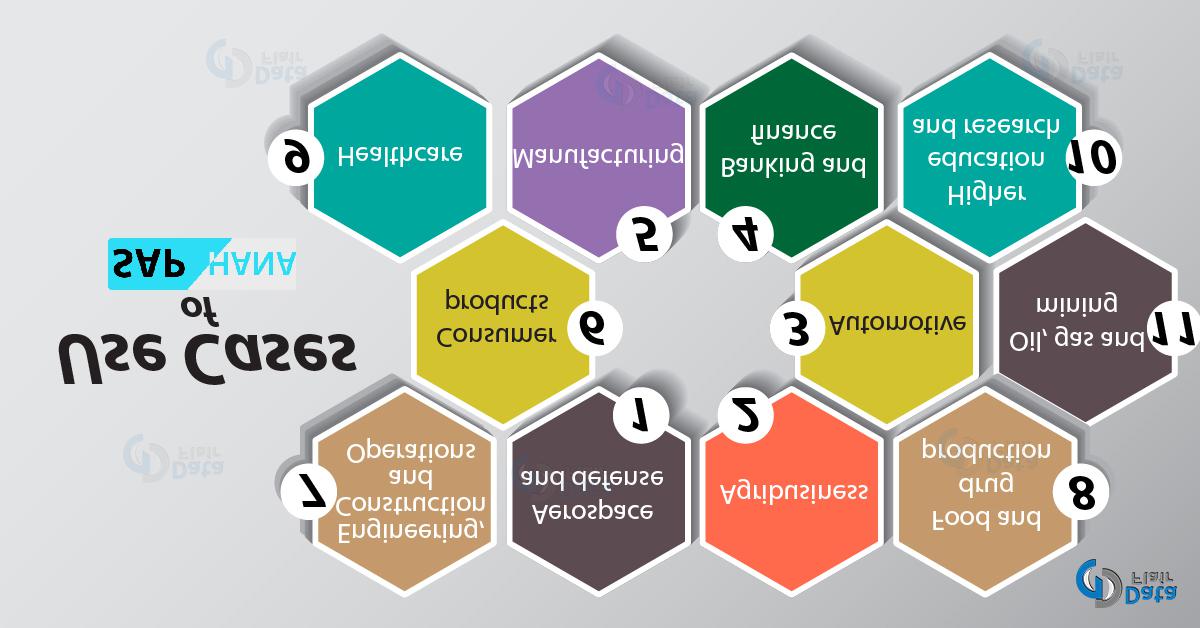 Use Cases
of
SAP HANA
1
Aerospace
and defense
2
Agribusiness
3
Automotive
4
Banking and
finance
5
Manufacturing
6
Consumer
products
7
Engineering,
Construction
and
Operations
8
Food and
drug
production
9
Healthcare
10
Higher
education
and research
11
Oil, gas and
mining
Data
Flair